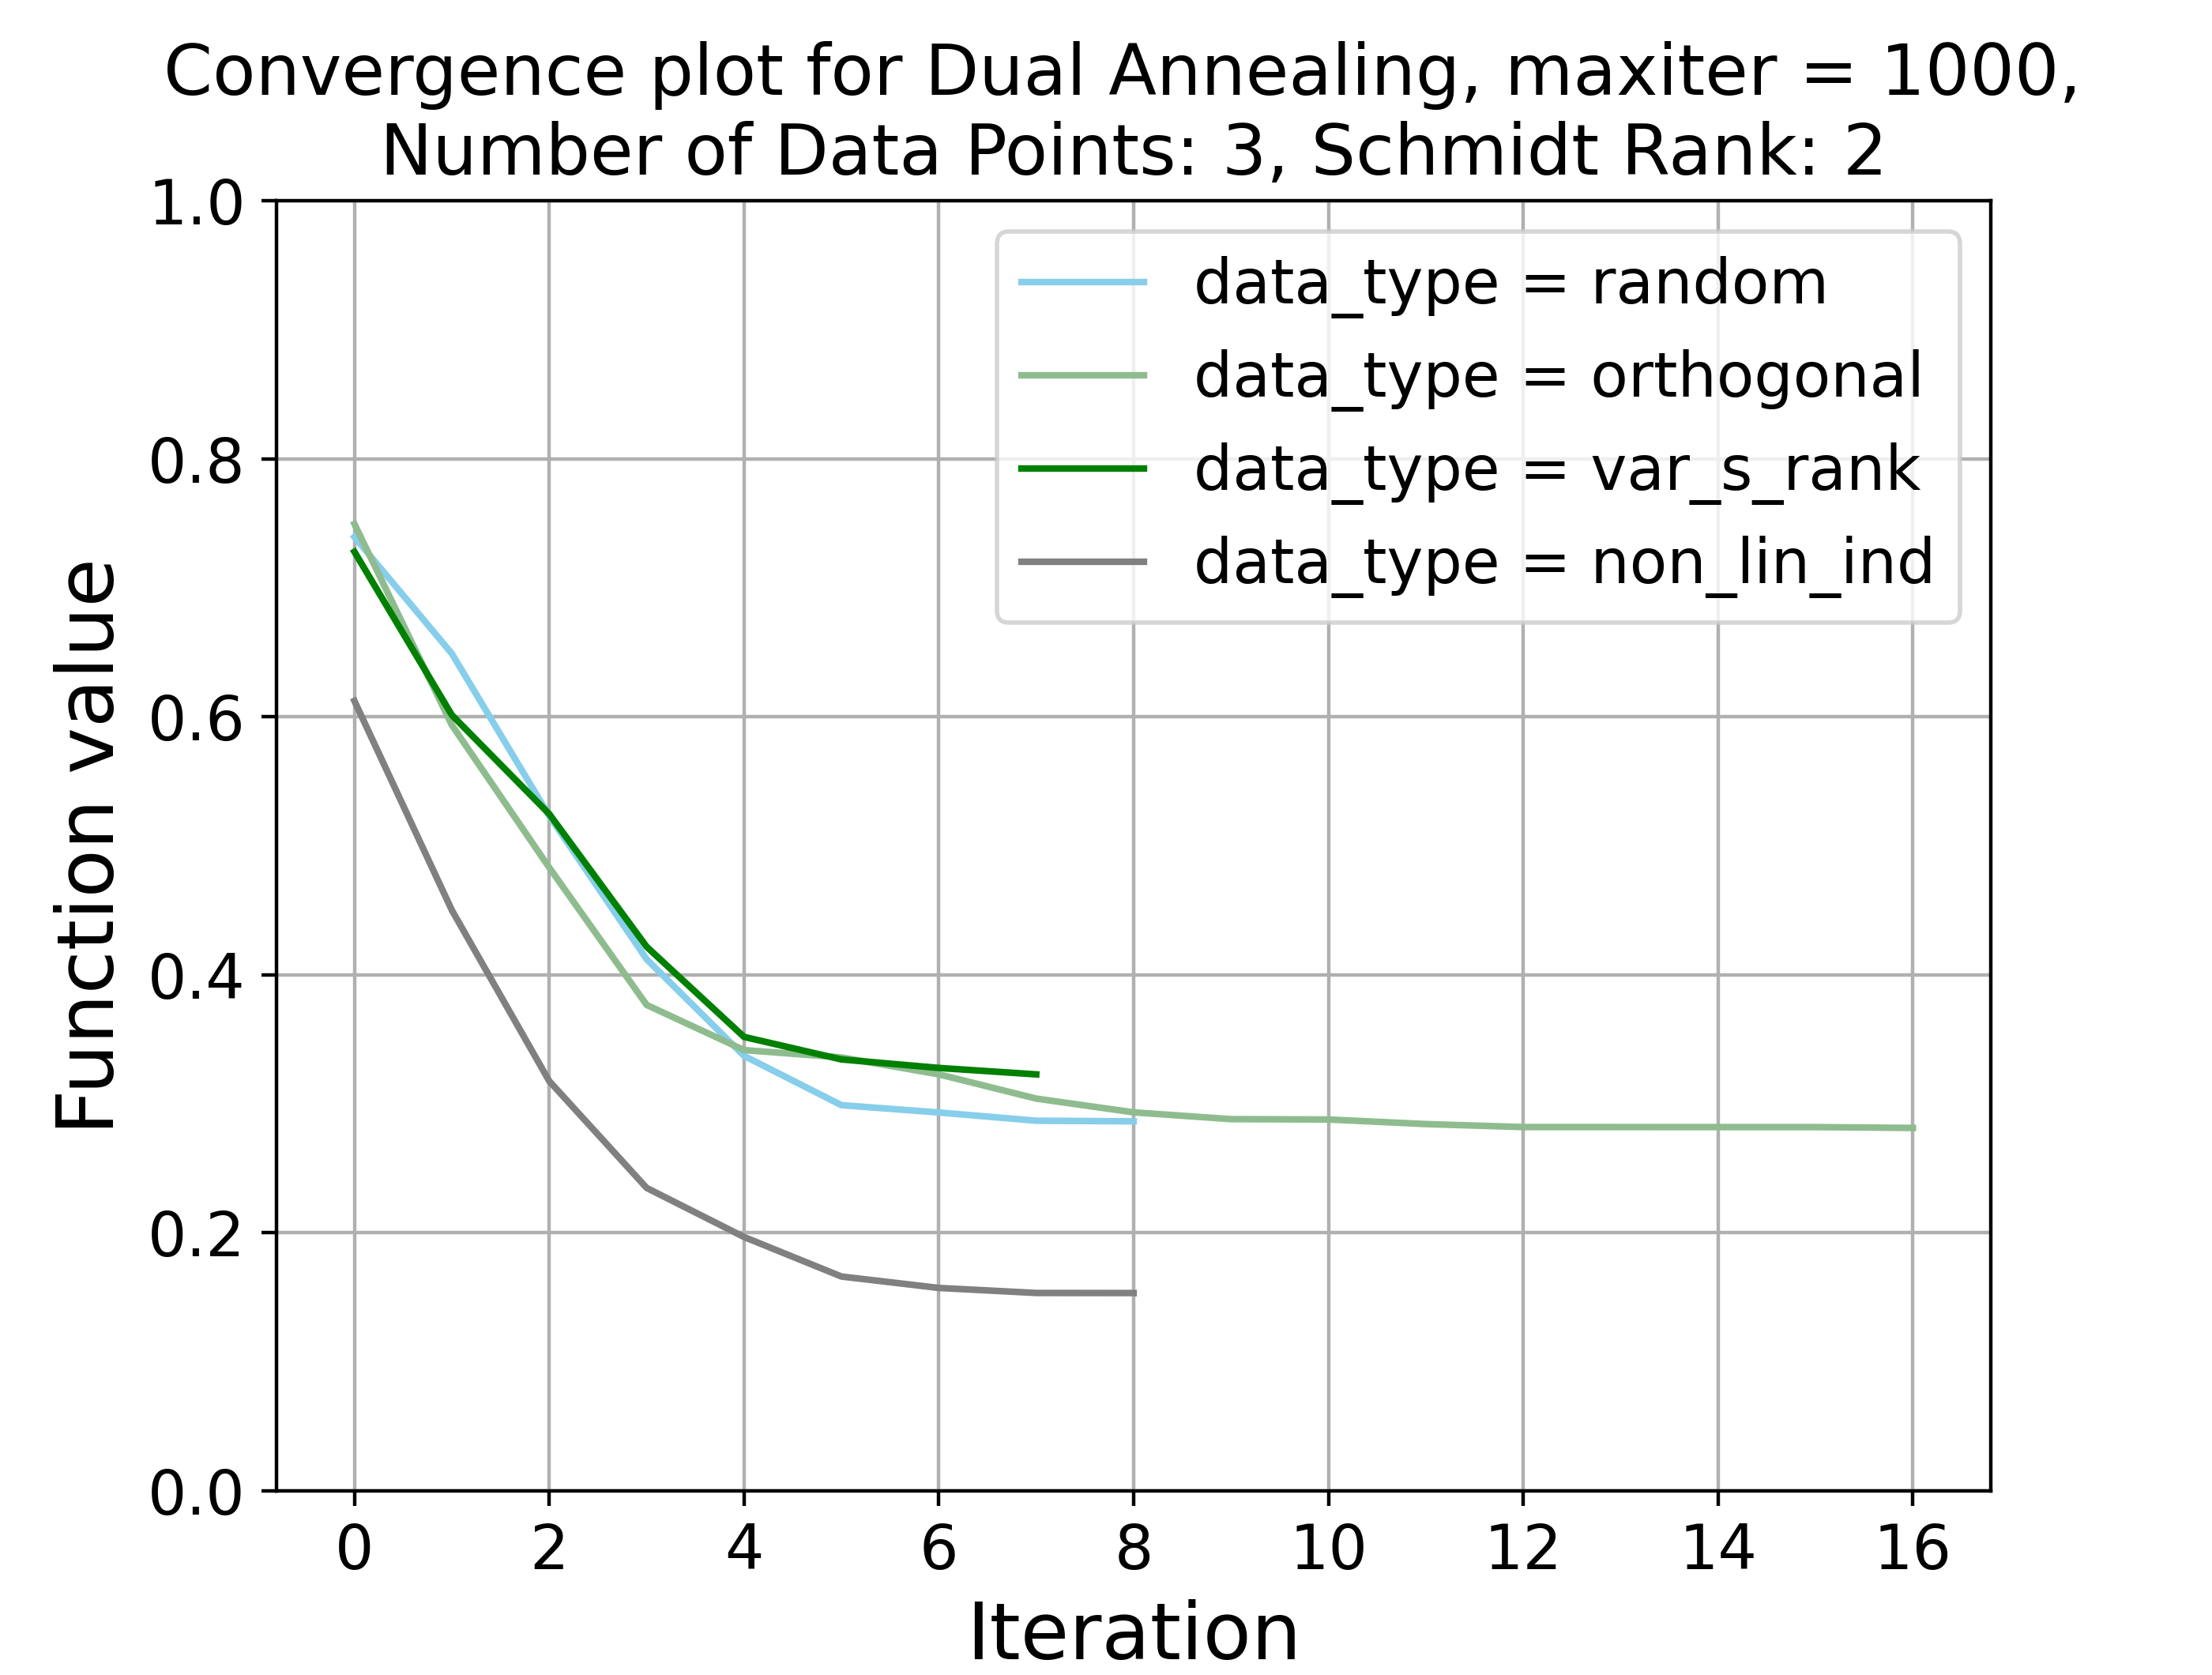 Convergence plot for Dual Annealing, maxiter = 1000,
Number of Data Points: 3, Schmidt Rank: 2
1.0
0.8
0.6
0.4
0.2
0.0
Function value
data_type = random
data_type = orthogonal
data_type = var_s_rank
data_type = non_lin_ind
0 2 4 6 8 10 12 14 16
Iteration